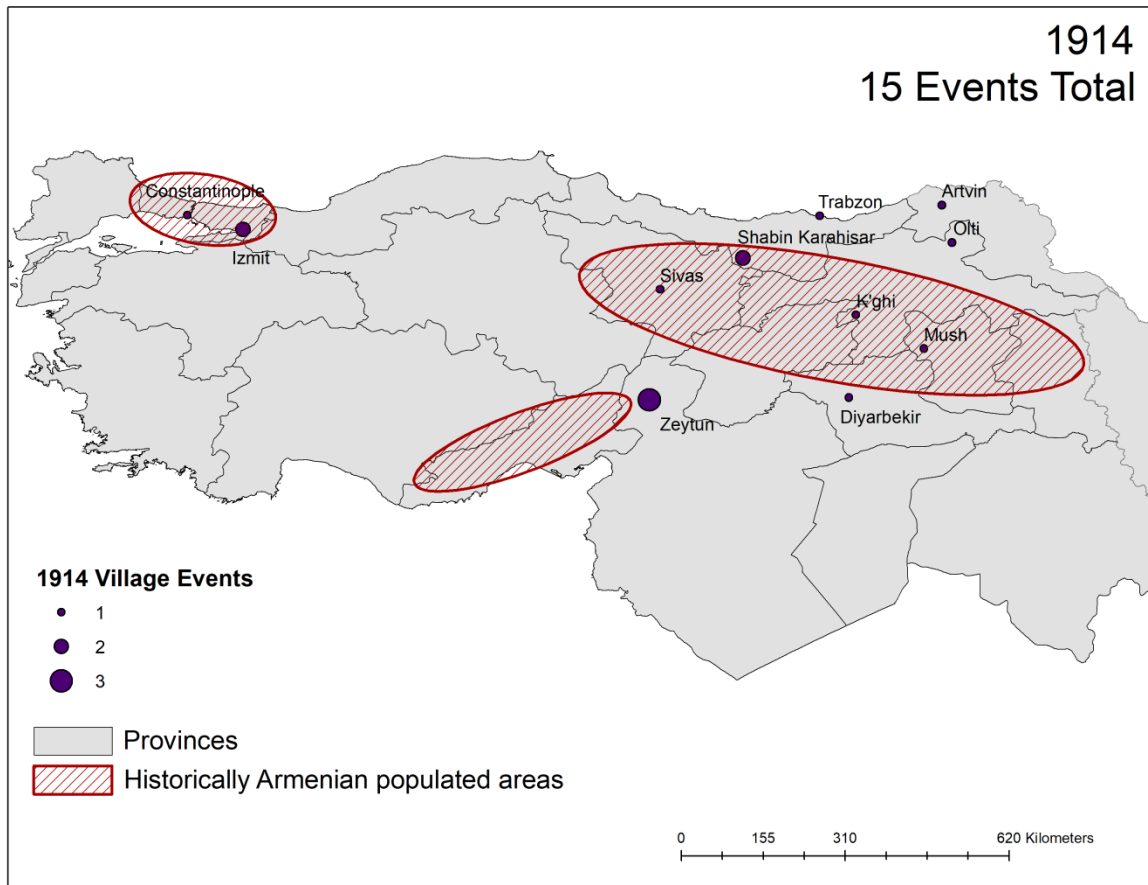 1914
15 Events Total
Constantinople
Izmit
Trabzon
Artvin
Olti
Shabin Karahisar
Sivas
K'ghi
Mush
Zeytun
Diyarbekir
1914 Village Events
1
2
3
Provinces
Historically Armenian populated areas
0 155 310 620 Kilometers